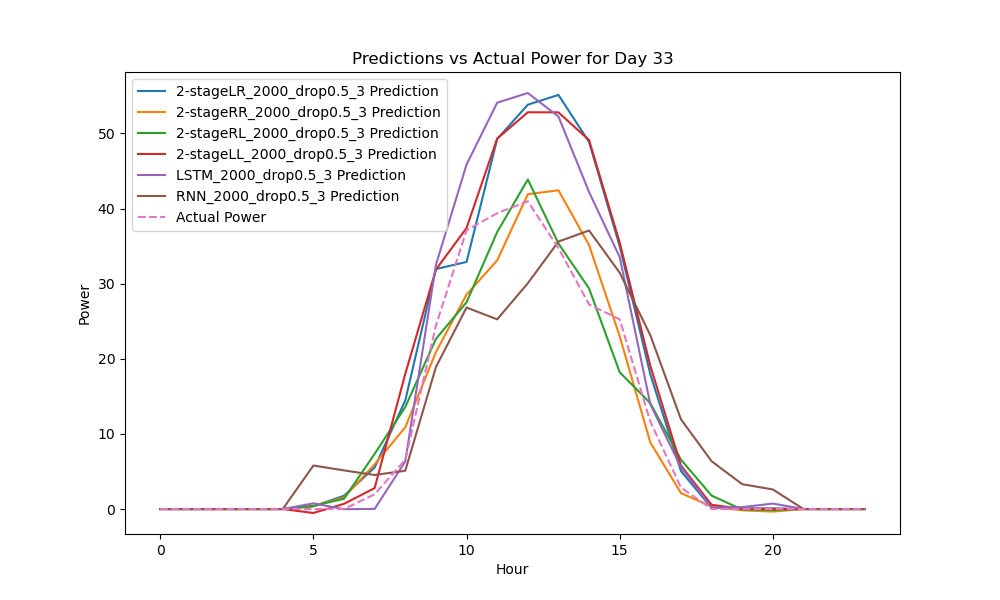 Predictions vs Actual Power for Day 33
2-stageLR_2000_drop0.5_3 Prediction
2-stageRR_2000_drop0.5_3 Prediction
2-stageRL_2000_drop0.5_3 Prediction
2-stageLL_2000_drop0.5_3 Prediction
LSTM_2000_drop0.5_3 Prediction
RNN_2000_drop0.5_3 Prediction
Actual Power
Power
50
40
30
20
10
0
0 5 10 15 20
Hour